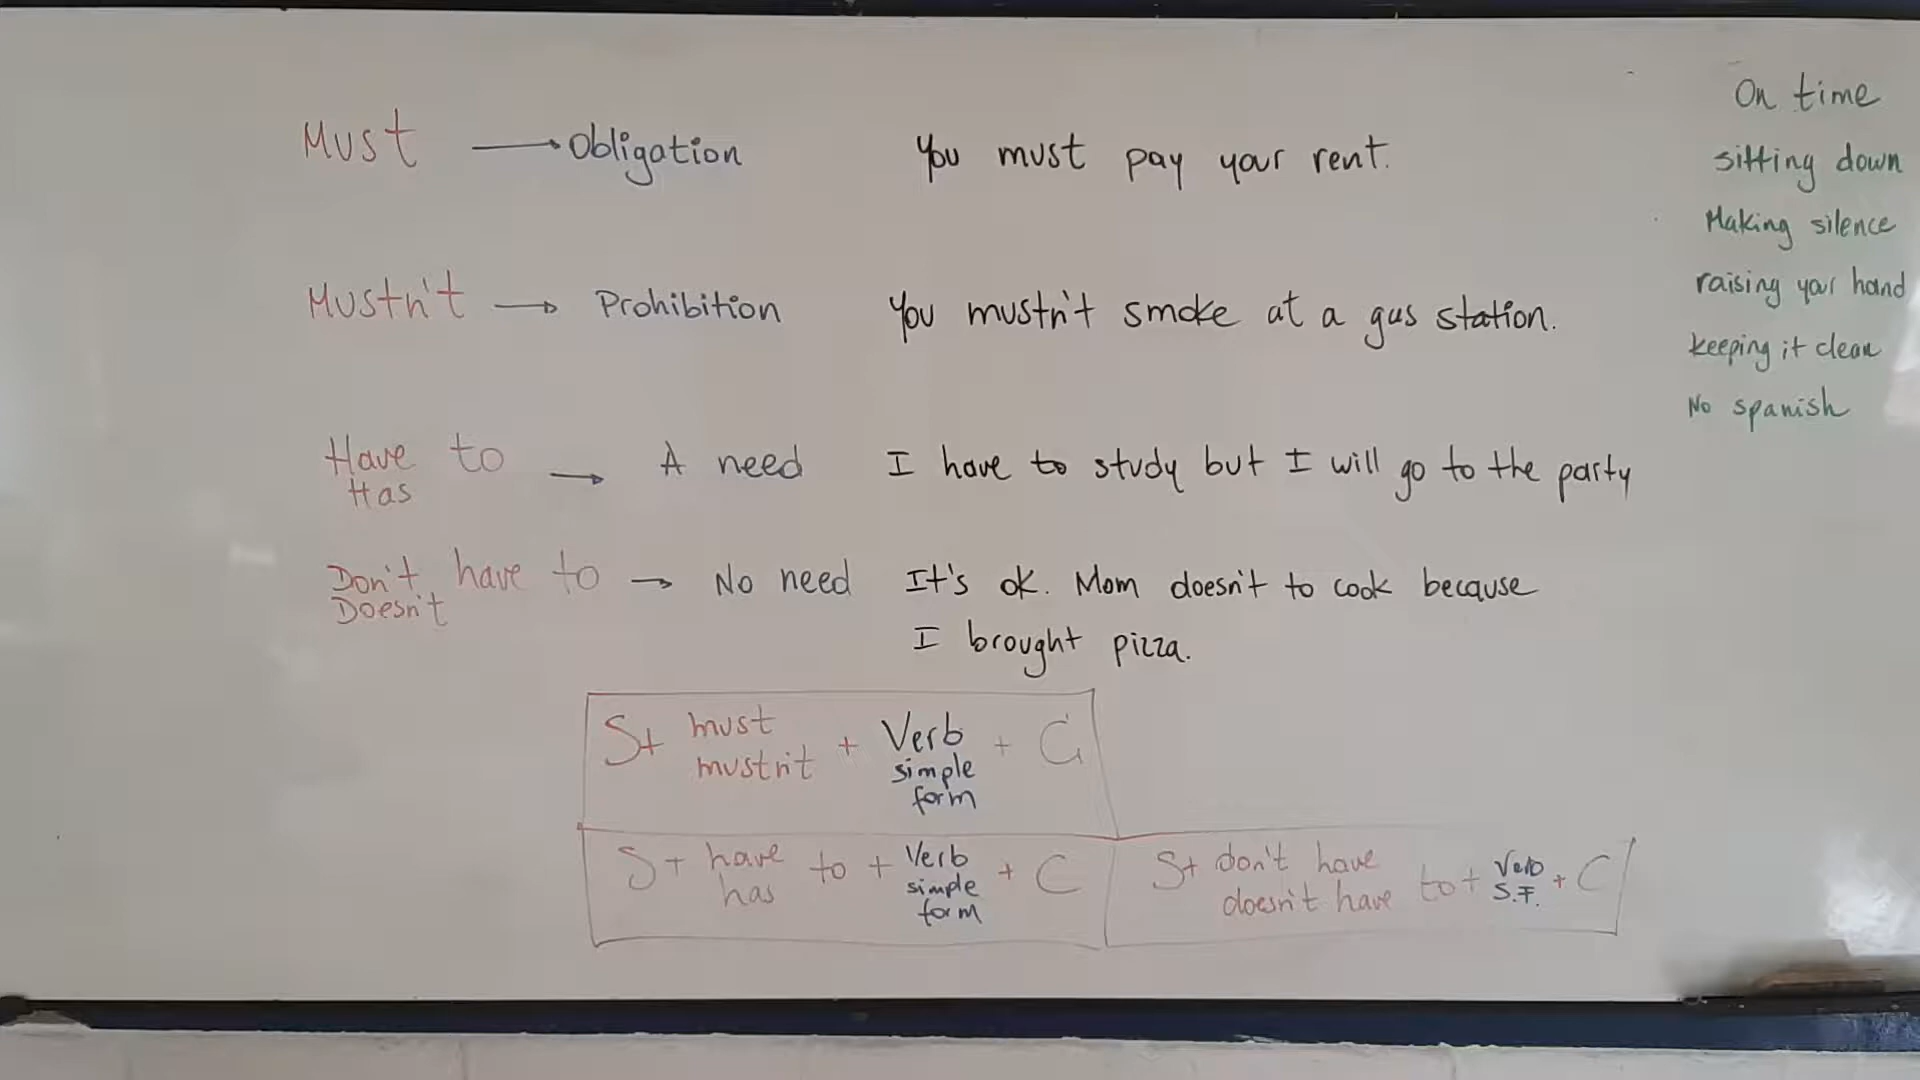 Must → Obligation You must pay your rent.
Mustn't → Prohibition You mustn't smoke at a gas station.
Have to → A need I have to study but I will go to the party
Has
Don't have to → No need It's ok. Mom doesn't to cook because
Doesn't
I brought pizza.
S+ must + Verb + C
mustn't simple
form
S+ have to + Verb + C
has simple
form
S+ don't have to + Verb + C
doesn't have S.F.
On time
sitting down
Making silence
raising your hand
keeping it clean
No spanish